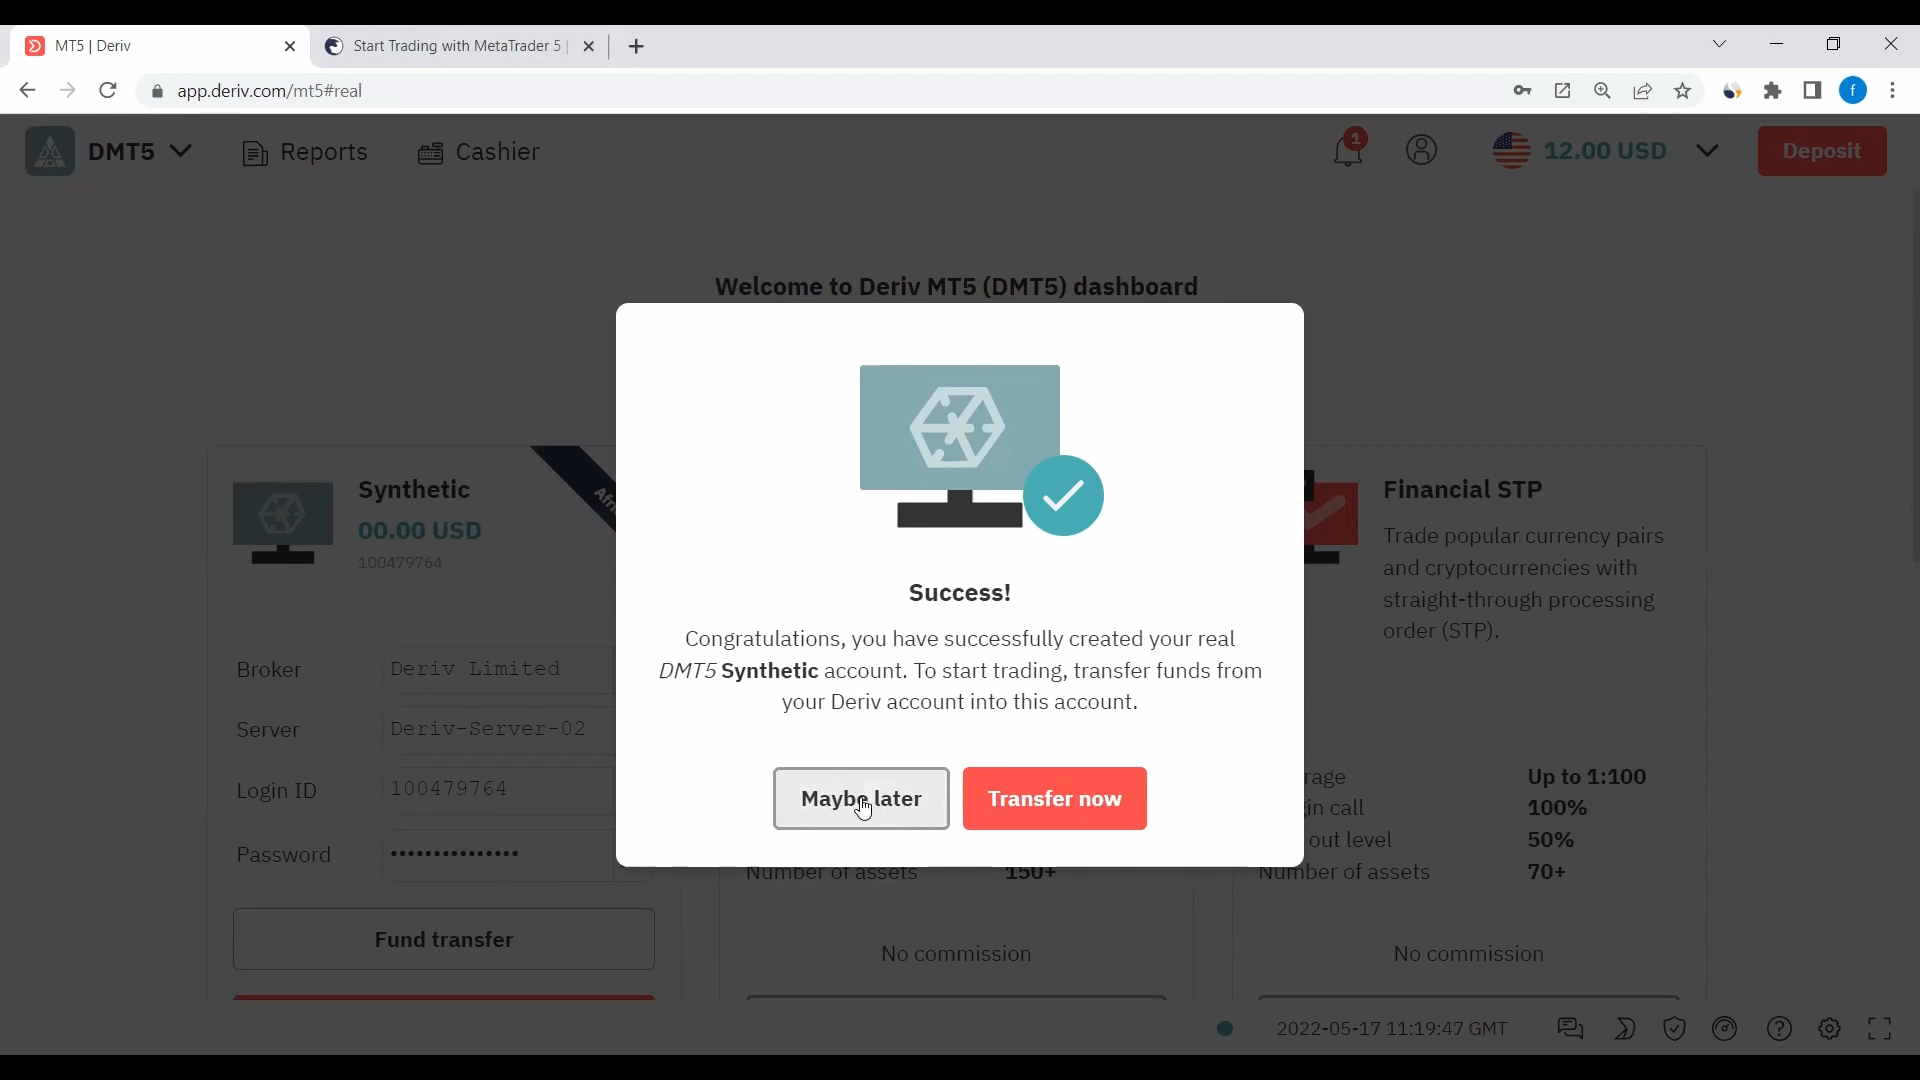 MT5 | Deriv
Start Trading with MetaTrader 5 |
app.deriv.com/mt5#real
f
DMT5
Reports
Cashier
1
12.00 USD
Deposit
Welcome to Deriv MT5 (DMT5) dashboard
Synthetic
00.00 USD
100479764
Broker
Deriv Limited
Server
Deriv-Server-02
Login ID
100479764
Password
•••••••••••••••
Fund transfer
Success!
Congratulations, you have successfully created your real
DMT5 Synthetic account. To start trading, transfer funds from
your Deriv account into this account.
Maybe later
Transfer now
Number of assets 150+
No commission
Financial STP
Trade popular currency pairs
and cryptocurrencies with
straight-through processing
order (STP).
Up to 1:100
call 100%
out level 50%
Number of assets 70+
No commission
2022-05-17 11:19:47 GMT